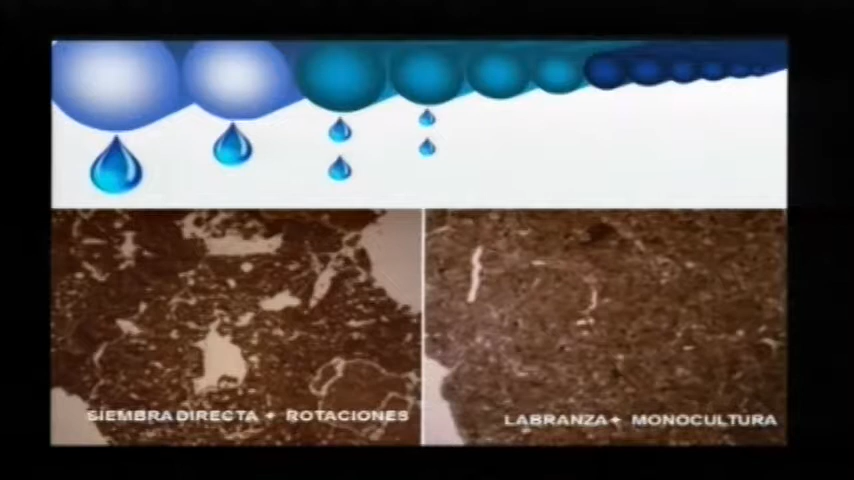 SIEMBRA DIRECTA + ROTACIONES
LABRANZA + MONOCULTURA